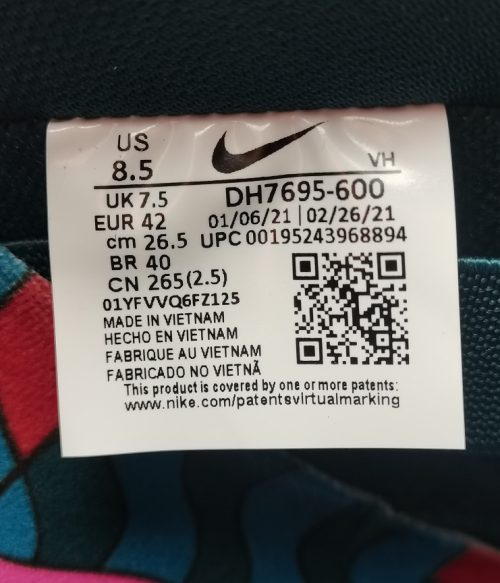 US
8.5
VH
UK 7.5
DH7695-600
EUR 42
01/06/21 | 02/26/21
cm 26.5
UPC 00195243968894
BR 40
CN 265(2.5)
01YFVVQ6FZ125
MADE IN VIETNAM
HECHO EN VIETNAM
FABRIQUE AU VIETNAM
FABRICADO NO VIETNÃ
This product is covered by one or more patents:
www.nike.com/patentsvirtualmarking